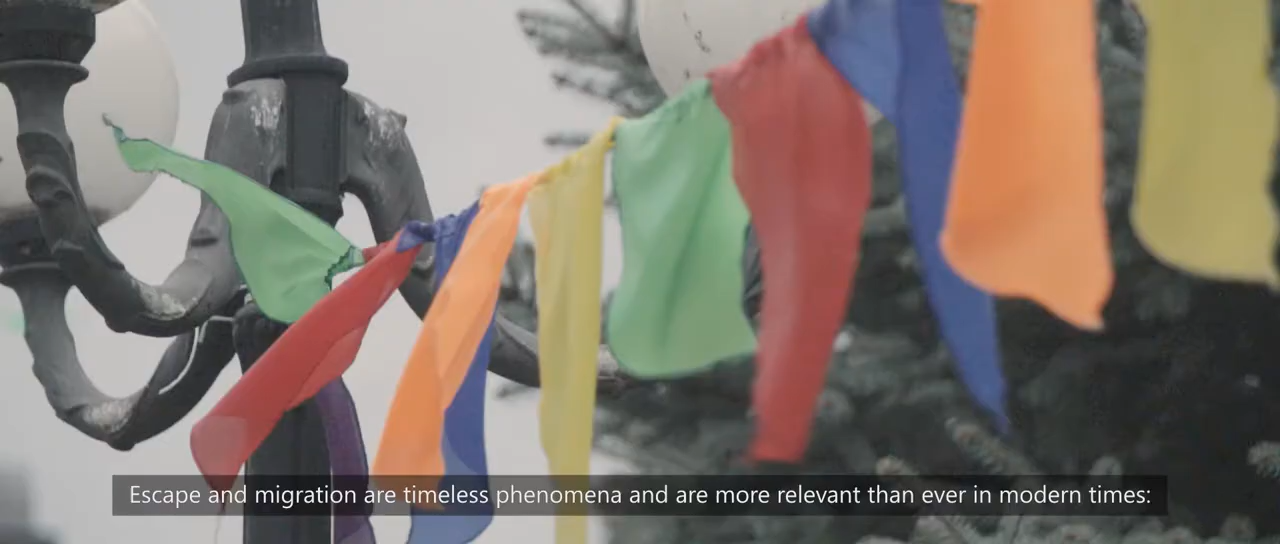 Escape and migration are timeless phenomena and are more relevant than ever in modern times: